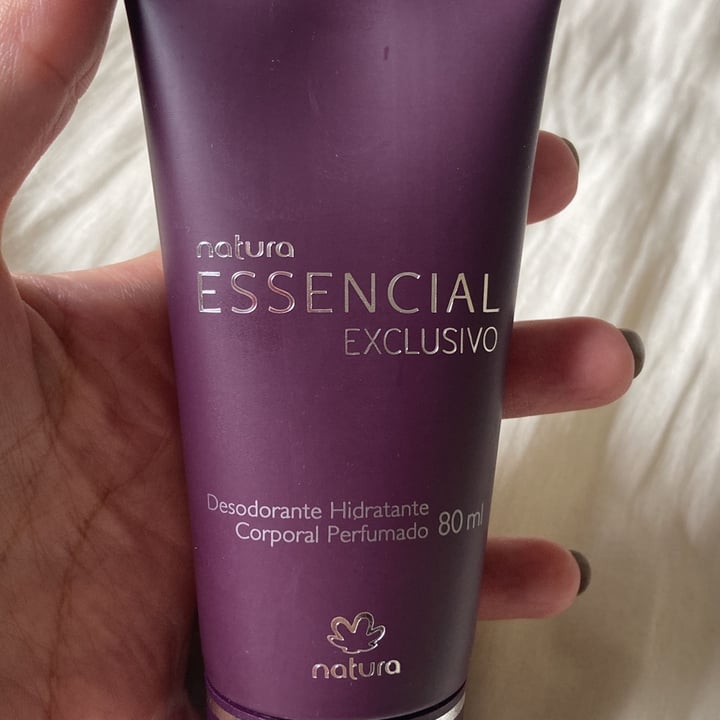 natura
ESSENCIAL
EXCLUSIVO
Desodorante Hidratante
Corporal Perfumado 80 ml
natura